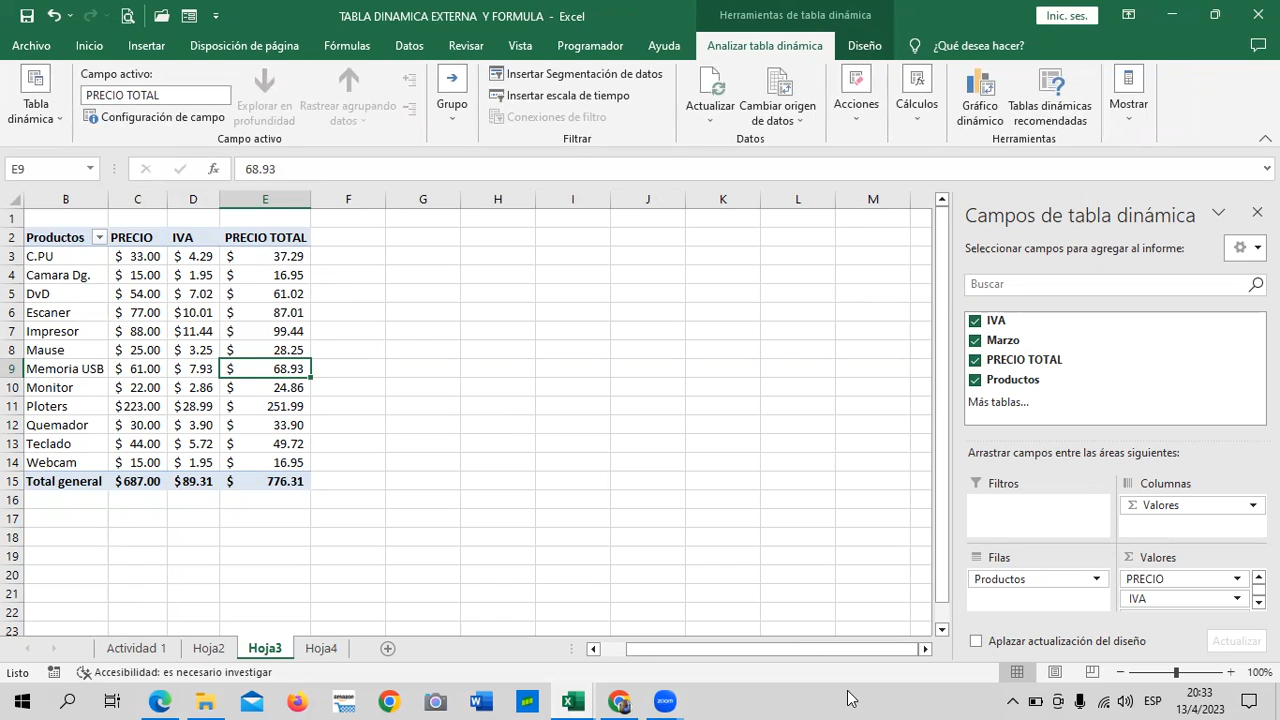 TABLA DINAMICA EXTERNA Y FORMULA - Excel
Herramientas de tabla dinámica
Inic. ses.
Archivo Inicio Insertar Disposición de página Fórmulas Datos Revisar Vista Programador Ayuda Analizar tabla dinámica Diseño ¿Qué desea hacer?
Tabla dinámica
Campo activo:
PRECIO TOTAL
Configuración de campo
Explorar en profundidad
Rastrear agrupando datos
Campo activo
Grupo
Insertar Segmentación de datos
Insertar escala de tiempo
Conexiones de filtro
Filtrar
Actualizar
Cambiar origen de datos
Datos
Acciones
Cálculos
Gráfico dinámico
Tablas dinámicas recomendadas
Herramientas
Mostrar
E9 fx 68.93
B C D E F G H I J K L M
1
2 Productos PRECIO IVA PRECIO TOTAL
3 C.PU $ 33.00 $ 4.29 $ 37.29
4 Camara Dg. $ 15.00 $ 1.95 $ 16.95
5 DvD $ 54.00 $ 7.02 $ 61.02
6 Escaner $ 77.00 $10.01 $ 87.01
7 Impresor $ 88.00 $11.44 $ 99.44
8 Mause $ 25.00 $ 3.25 $ 28.25
9 Memoria USB $ 61.00 $ 7.93 $ 68.93
10 Monitor $ 22.00 $ 2.86 $ 24.86
11 Ploters $223.00 $28.99 $ 251.99
12 Quemador $ 30.00 $ 3.90 $ 33.90
13 Teclado $ 44.00 $ 5.72 $ 49.72
14 Webcam $ 15.00 $ 1.95 $ 16.95
15 Total general $687.00 $89.31 $ 776.31
16
17
18
19
20
21
22
23
Campos de tabla dinámica
Seleccionar campos para agregar al informe:
Buscar
IVA
Marzo
PRECIO TOTAL
Productos
Más tablas...
Arrastrar campos entre las áreas siguientes:
Filtros
Columnas
Σ Valores
Filas
Σ Valores
Productos
PRECIO
IVA
Aplazar actualización del diseño
Actualizar
Actividad 1 Hoja2 Hoja3 Hoja4
Listo Accesibilidad: es necesario investigar
100%
amazon
zoom
ESP
20:33
13/4/2023